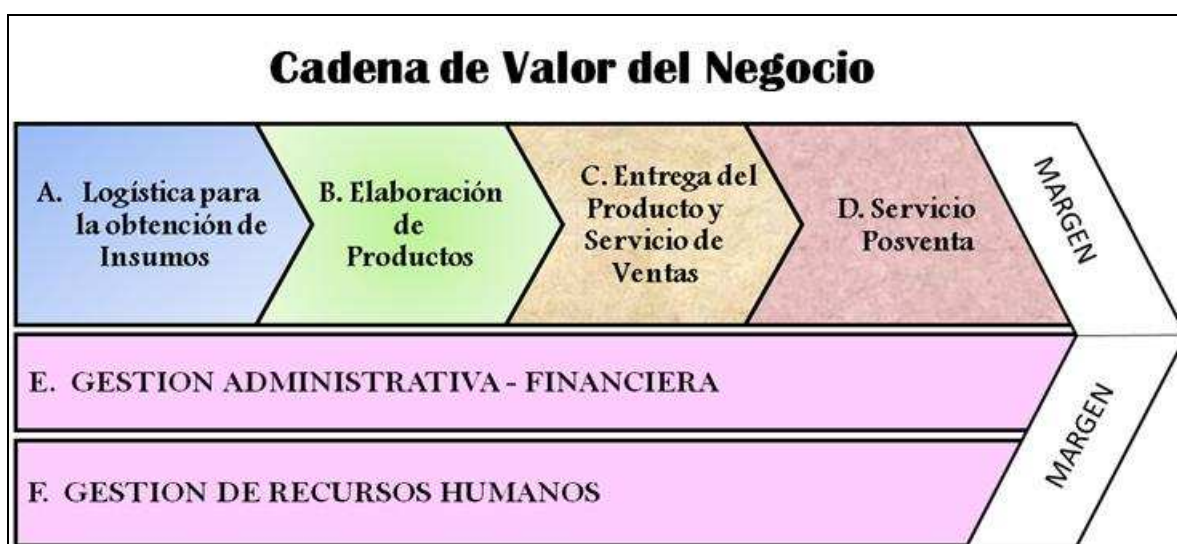 Cadena de Valor del Negocio
A. Logística para
la obtención de
Insumos
B. Elaboración
de
Productos
C. Entrega del
Producto y
Servicio de
Ventas
D. Servicio
Posventa
MARGEN
E. GESTION ADMINISTRATIVA - FINANCIERA
F. GESTION DE RECURSOS HUMANOS
MARGEN